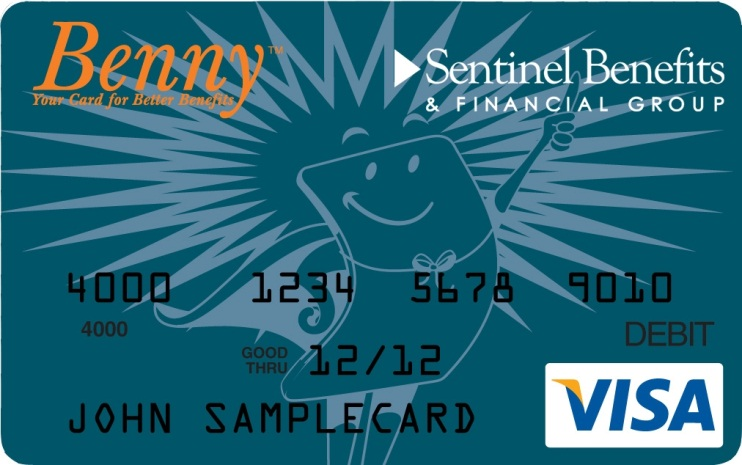 Benny™
Your Card for Better Benefits
Sentinel Benefits
& FINANCIAL GROUP
4000 1234 5678 9010
4000
DEBIT
GOOD THRU 12/12
JOHN SAMPLECARD
VISA